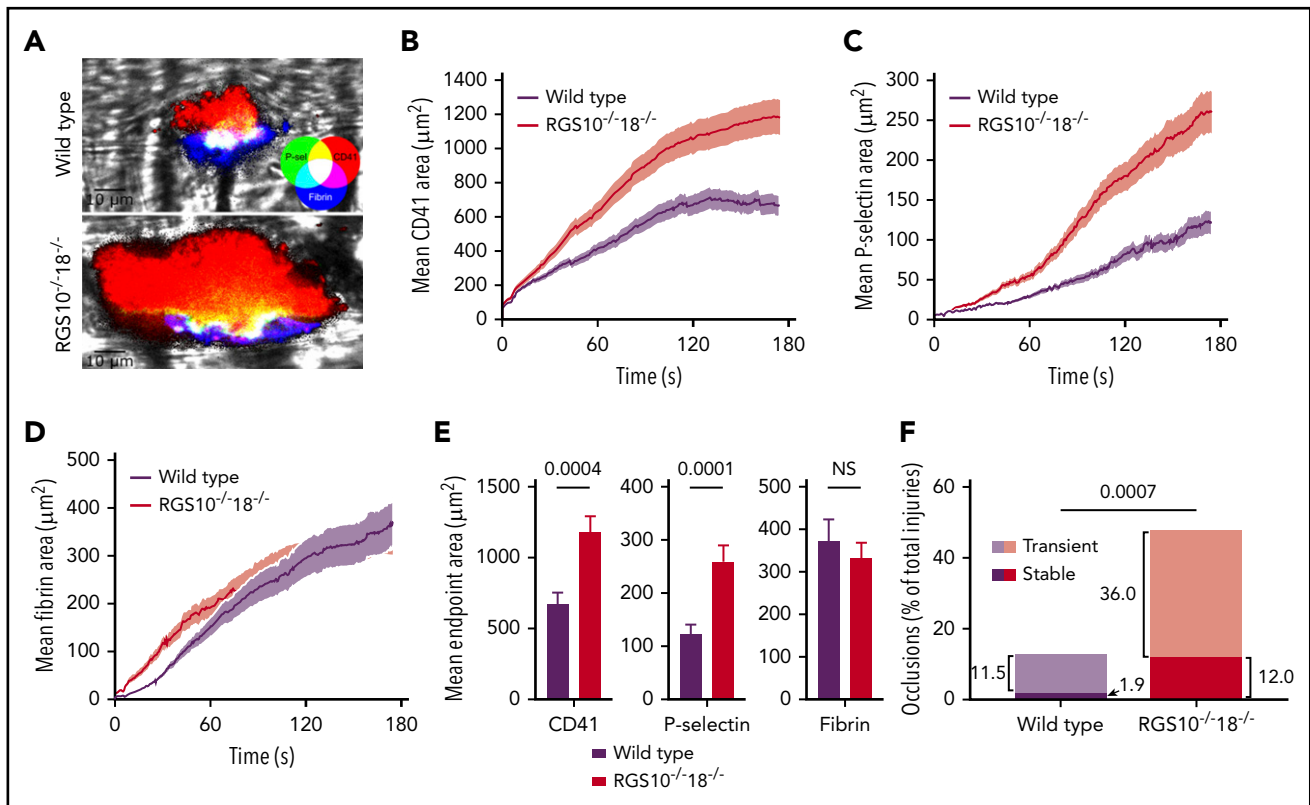 A
Wild type
P-sel
CD41
Fibrin
10 µm
RGS10-/-18-/-
10 µm
B
Mean CD41 area (µm²)
1400
1200
1000
800
600
400
200
0
Wild type
RGS10-/-18-/-
0 60 120 180
Time (s)
C
Mean P-selectin area (µm²)
300
250
200
150
100
50
0
Wild type
RGS10-/-18-/-
0 60 120 180
Time (s)
D
Mean fibrin area (µm²)
500
400
300
200
100
0
Wild type
RGS10-/-18-/-
0 60 120 180
Time (s)
E
Mean endpoint area (µm²)
0.0004
1500
1000
500
0
CD41
0.0001
400
300
200
100
0
P-selectin
NS
500
400
300
200
100
0
Fibrin
Wild type
RGS10-/-18-/-
F
Occlusions (% of total injuries)
60
40
20
0
0.0007
Transient
Stable
36.0
11.5
1.9
12.0
Wild type RGS10-/-18-/-